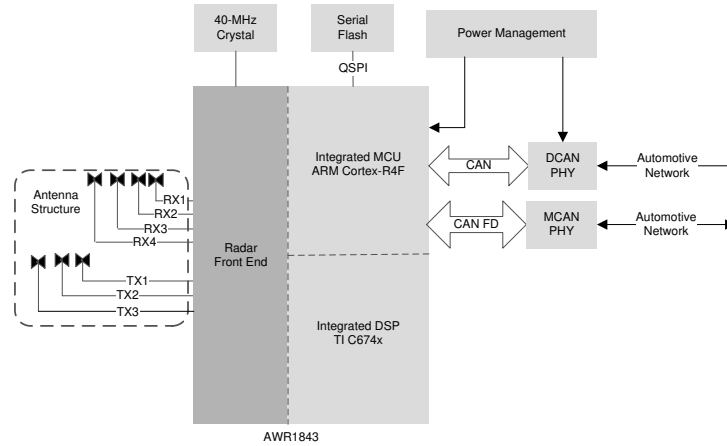 40-MHz
Crystal
Serial
Flash
Power Management
QSPI
Integrated MCU
ARM Cortex-R4F
CAN
DCAN
PHY
Automotive
Network
Antenna
Structure
RX1
RX2
RX3
RX4
CAN FD
MCAN
PHY
Automotive
Network
Radar
Front End
TX1
TX2
TX3
Integrated DSP
TI C674x
AWR1843